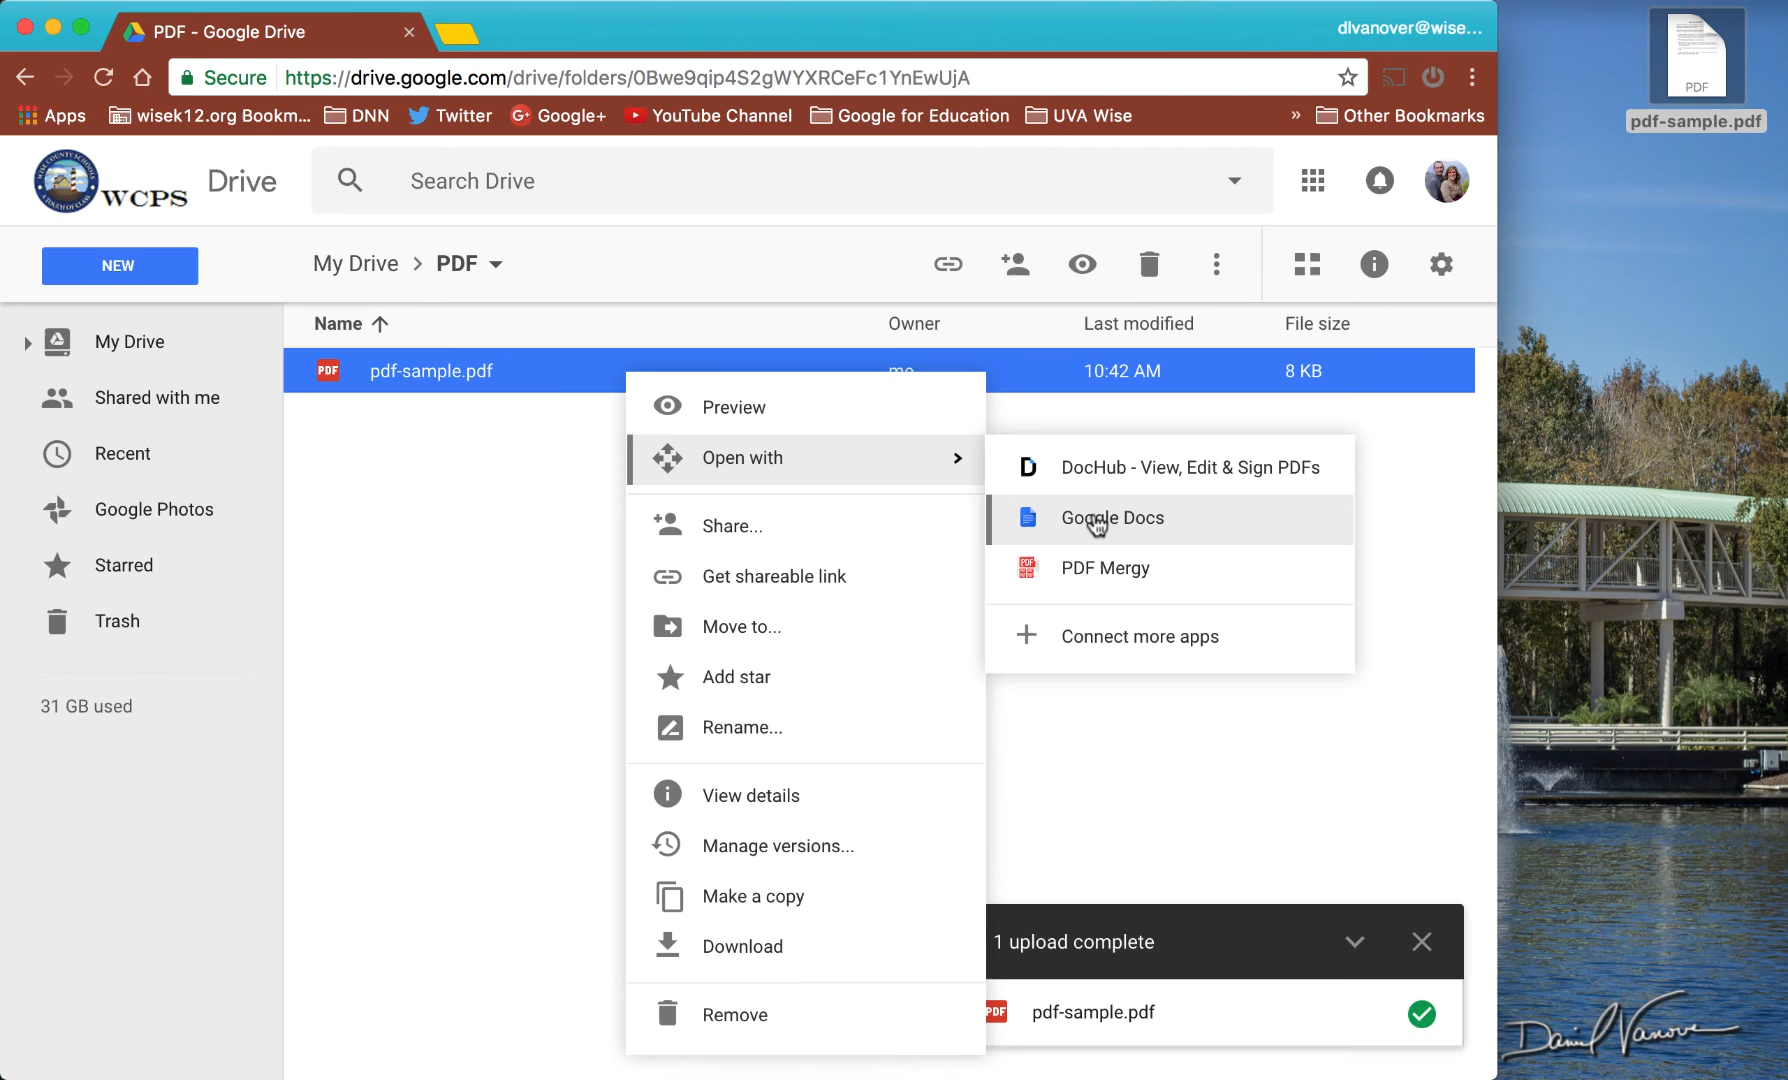 PDF - Google Drive
dlvanover@wise...
Secure https://drive.google.com/drive/folders/0Bwe9qip4S2gWYXRCeFc1YnEwUjA
Apps wisek12.org Bookm... DNN Twitter Google+ YouTube Channel Google for Education UVA Wise » Other Bookmarks
PDF
pdf-sample.pdf
WCPS Drive Search Drive
NEW
My Drive > PDF
Name Owner Last modified File size
PDF pdf-sample.pdf me 10:42 AM 8 KB
My Drive
Shared with me
Recent
Google Photos
Starred
Trash
31 GB used
Preview
Open with
Share...
Get shareable link
Move to...
Add star
Rename...
View details
Manage versions...
Make a copy
Download
Remove
DocHub - View, Edit & Sign PDFs
Google Docs
PDF Mergy
Connect more apps
1 upload complete
PDF pdf-sample.pdf